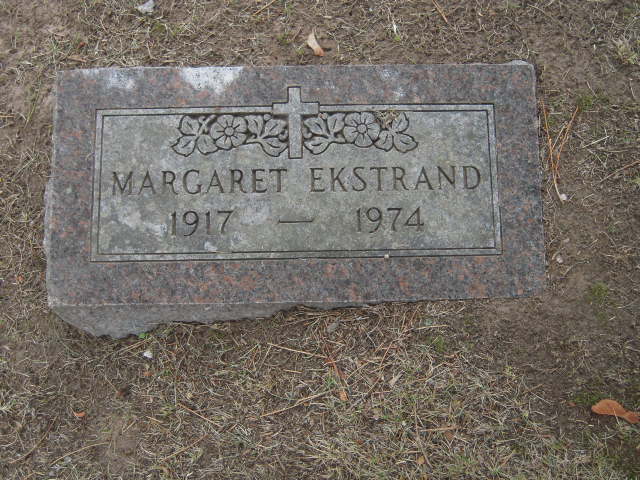 MARGARET EKSTRAND
1917 — 1974